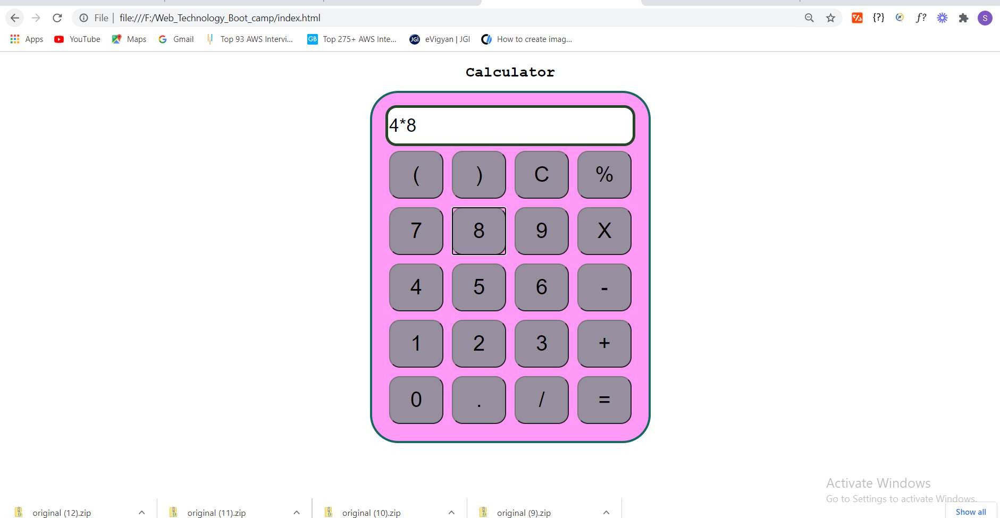 File | file:///F:/Web_Technology_Boot_camp/index.html
{?} ƒ? S
Apps YouTube Maps Gmail Top 93 AWS Intervi... GB Top 275+ AWS Inte... JGI eVigyan | JGI How to create imag...
Calculator
4*8
( ) C %
7 8 9 X
4 5 6 -
1 2 3 +
0 . / =
Activate Windows
Go to Settings to activate Windows.
original (12).zip original (11).zip original (10).zip original (9).zip Show all